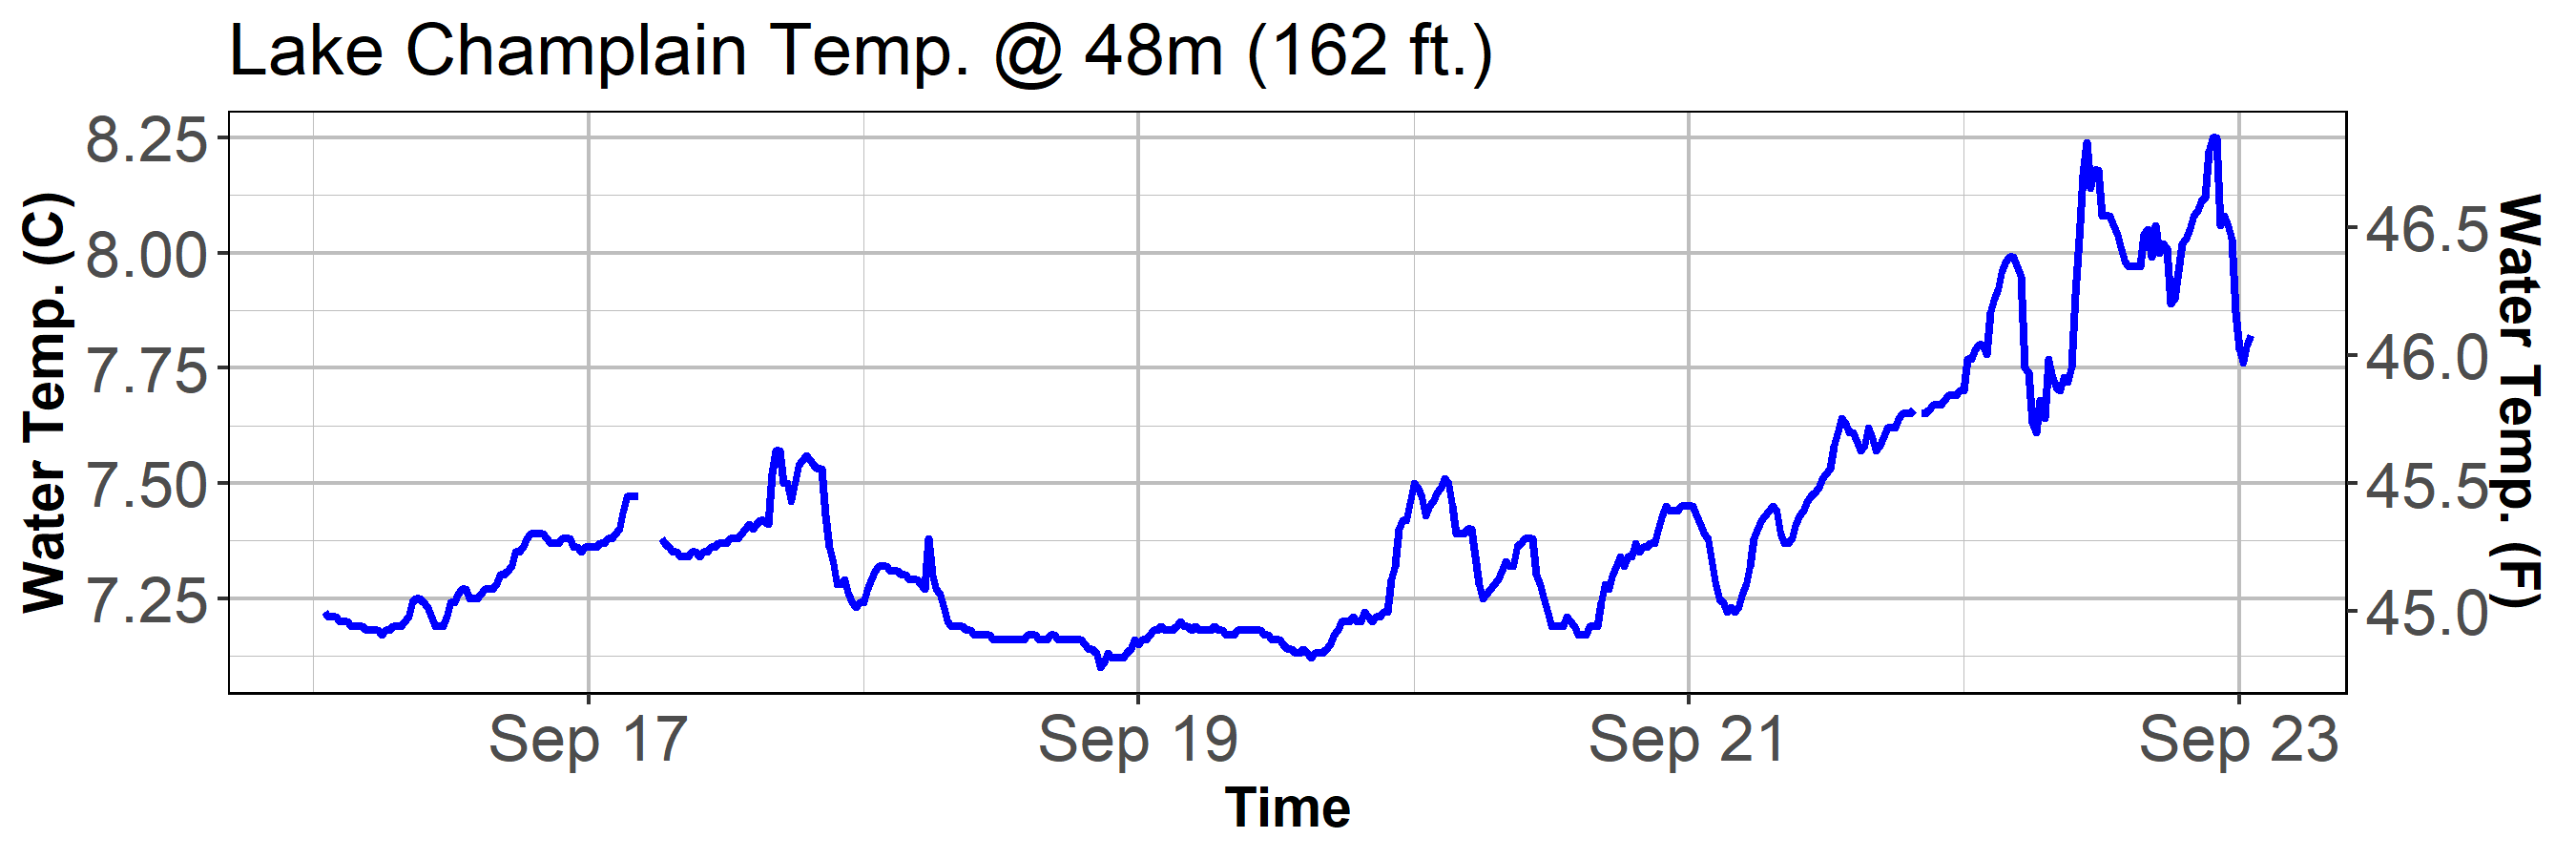 Lake Champlain Temp. @ 48m (162 ft.)
Water Temp. (C)
8.25
8.00
7.75
7.50
7.25
46.5
46.0
45.5
45.0
Water Temp. (F)
Sep 17 Sep 19 Sep 21 Sep 23
Time